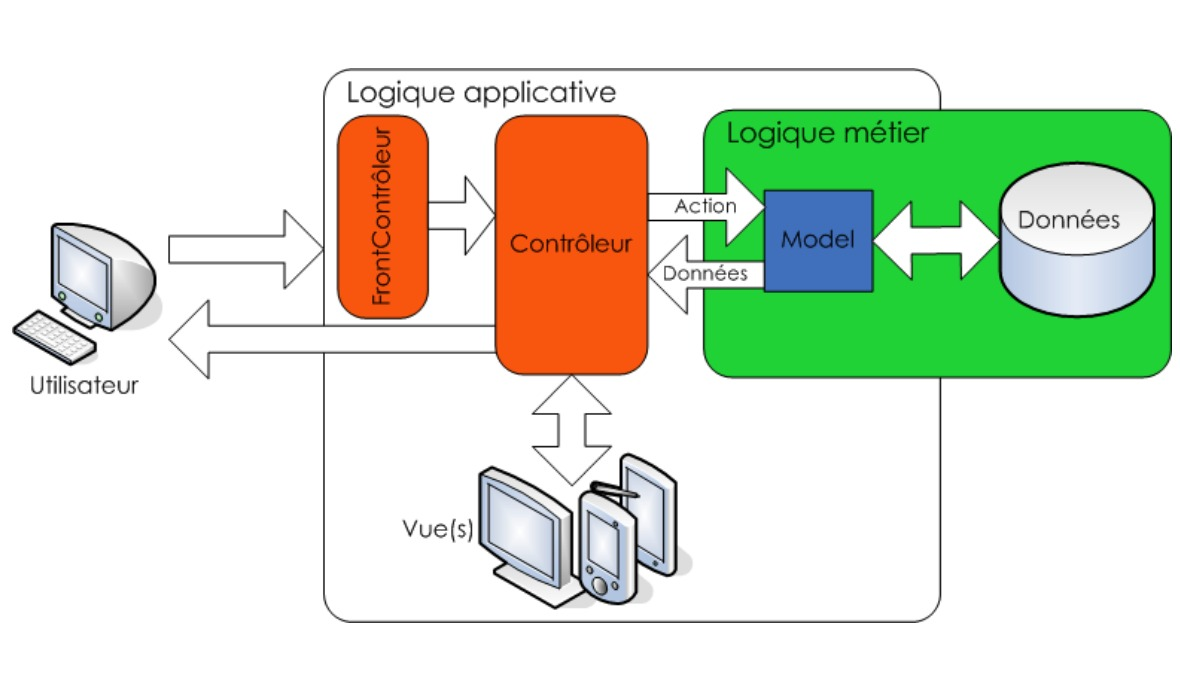 Logique applicative
FrontContrôleur
Contrôleur
Logique métier
Action
Données
Model
Données
Utilisateur
Vue(s)